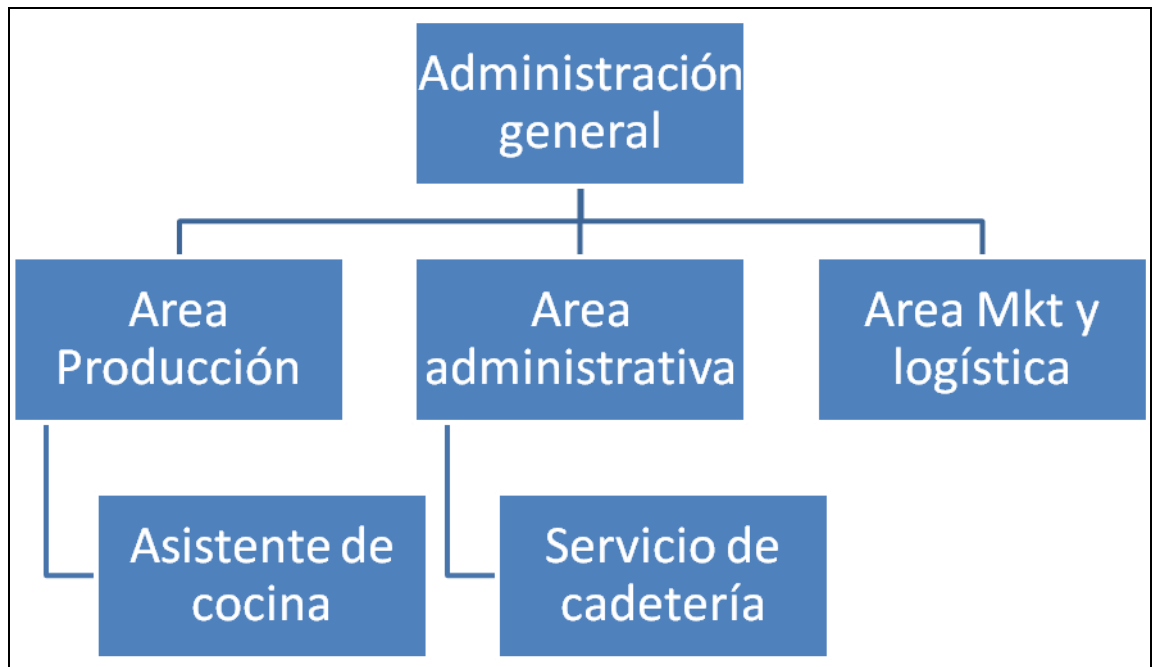 Administración
general
Area
Producción
Area
administrativa
Area Mkt y
logística
Asistente de
cocina
Servicio de
cadetería